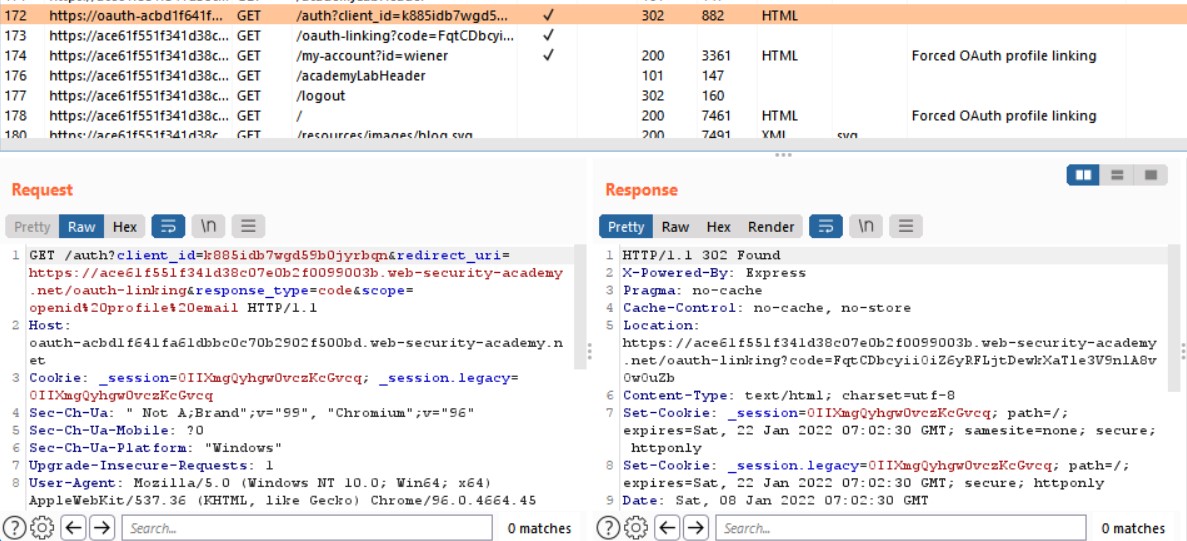 172 https://oauth-acbd1f641f... GET /auth?client_id=k885idb7wgd5... ✓ 302 882 HTML
173 https://ace61f551f341d38c... GET /oauth-linking?code=FqtCDbcyi... ✓
174 https://ace61f551f341d38c... GET /my-account?id=wiener ✓ 200 3361 HTML Forced OAuth profile linking
176 https://ace61f551f341d38c... GET /academyLabHeader 101 147
177 https://ace61f551f341d38c... GET /logout 302 160
178 https://ace61f551f341d38c... GET / 200 7461 HTML Forced OAuth profile linking
180 https://ace61f551f341d38c... GET /resources/images/blog.svg 200 7491 XML svg
Request
Pretty Raw Hex \n
1 GET /auth?client_id=k885idb7wgd59b0jyrbqn&redirect_uri=
https://ace61f551f341d38c07e0b2f0099003b.web-security-academy
.net/oauth-linking&response_type=code&scope=
openid%20profile%20email HTTP/1.1
2 Host:
oauth-acbd1f641fa61dbbc0c70b2902f500bd.web-security-academy.n
et
3 Cookie: _session=0IIXmgQyhgwOvczKcGvcq; _session.legacy=
0IIXmgQyhgwOvczKcGvcq
4 Sec-Ch-Ua: " Not A;Brand";v="99", "Chromium";v="96"
5 Sec-Ch-Ua-Mobile: ?0
6 Sec-Ch-Ua-Platform: "Windows"
7 Upgrade-Insecure-Requests: 1
8 User-Agent: Mozilla/5.0 (Windows NT 10.0; Win64; x64)
AppleWebKit/537.36 (KHTML, like Gecko) Chrome/96.0.4664.45
Search...
0 matches
Response
Pretty Raw Hex Render \n
1 HTTP/1.1 302 Found
2 X-Powered-By: Express
3 Pragma: no-cache
4 Cache-Control: no-cache, no-store
5 Location:
https://ace61f551f341d38c07e0b2f0099003b.web-security-academy
.net/oauth-linking?code=FqtCDbcyii0iZ6yRFLjtDewkXaTle3V9nlA8v
0w0uZb
6 Content-Type: text/html; charset=utf-8
7 Set-Cookie: _session=0IIXmgQyhgwOvczKcGvcq; path=/;
expires=Sat, 22 Jan 2022 07:02:30 GMT; samesite=none; secure;
httponly
8 Set-Cookie: _session.legacy=0IIXmgQyhgwOvczKcGvcq; path=/;
expires=Sat, 22 Jan 2022 07:02:30 GMT; secure; httponly
9 Date: Sat, 08 Jan 2022 07:02:30 GMT
Search...
0 matches